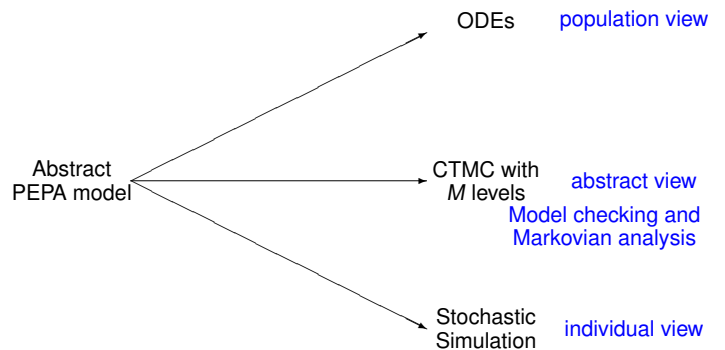 ODEs population view
Abstract
PEPA model
CTMC with
M levels
abstract view
Model checking and
Markovian analysis
Stochastic
Simulation
individual view